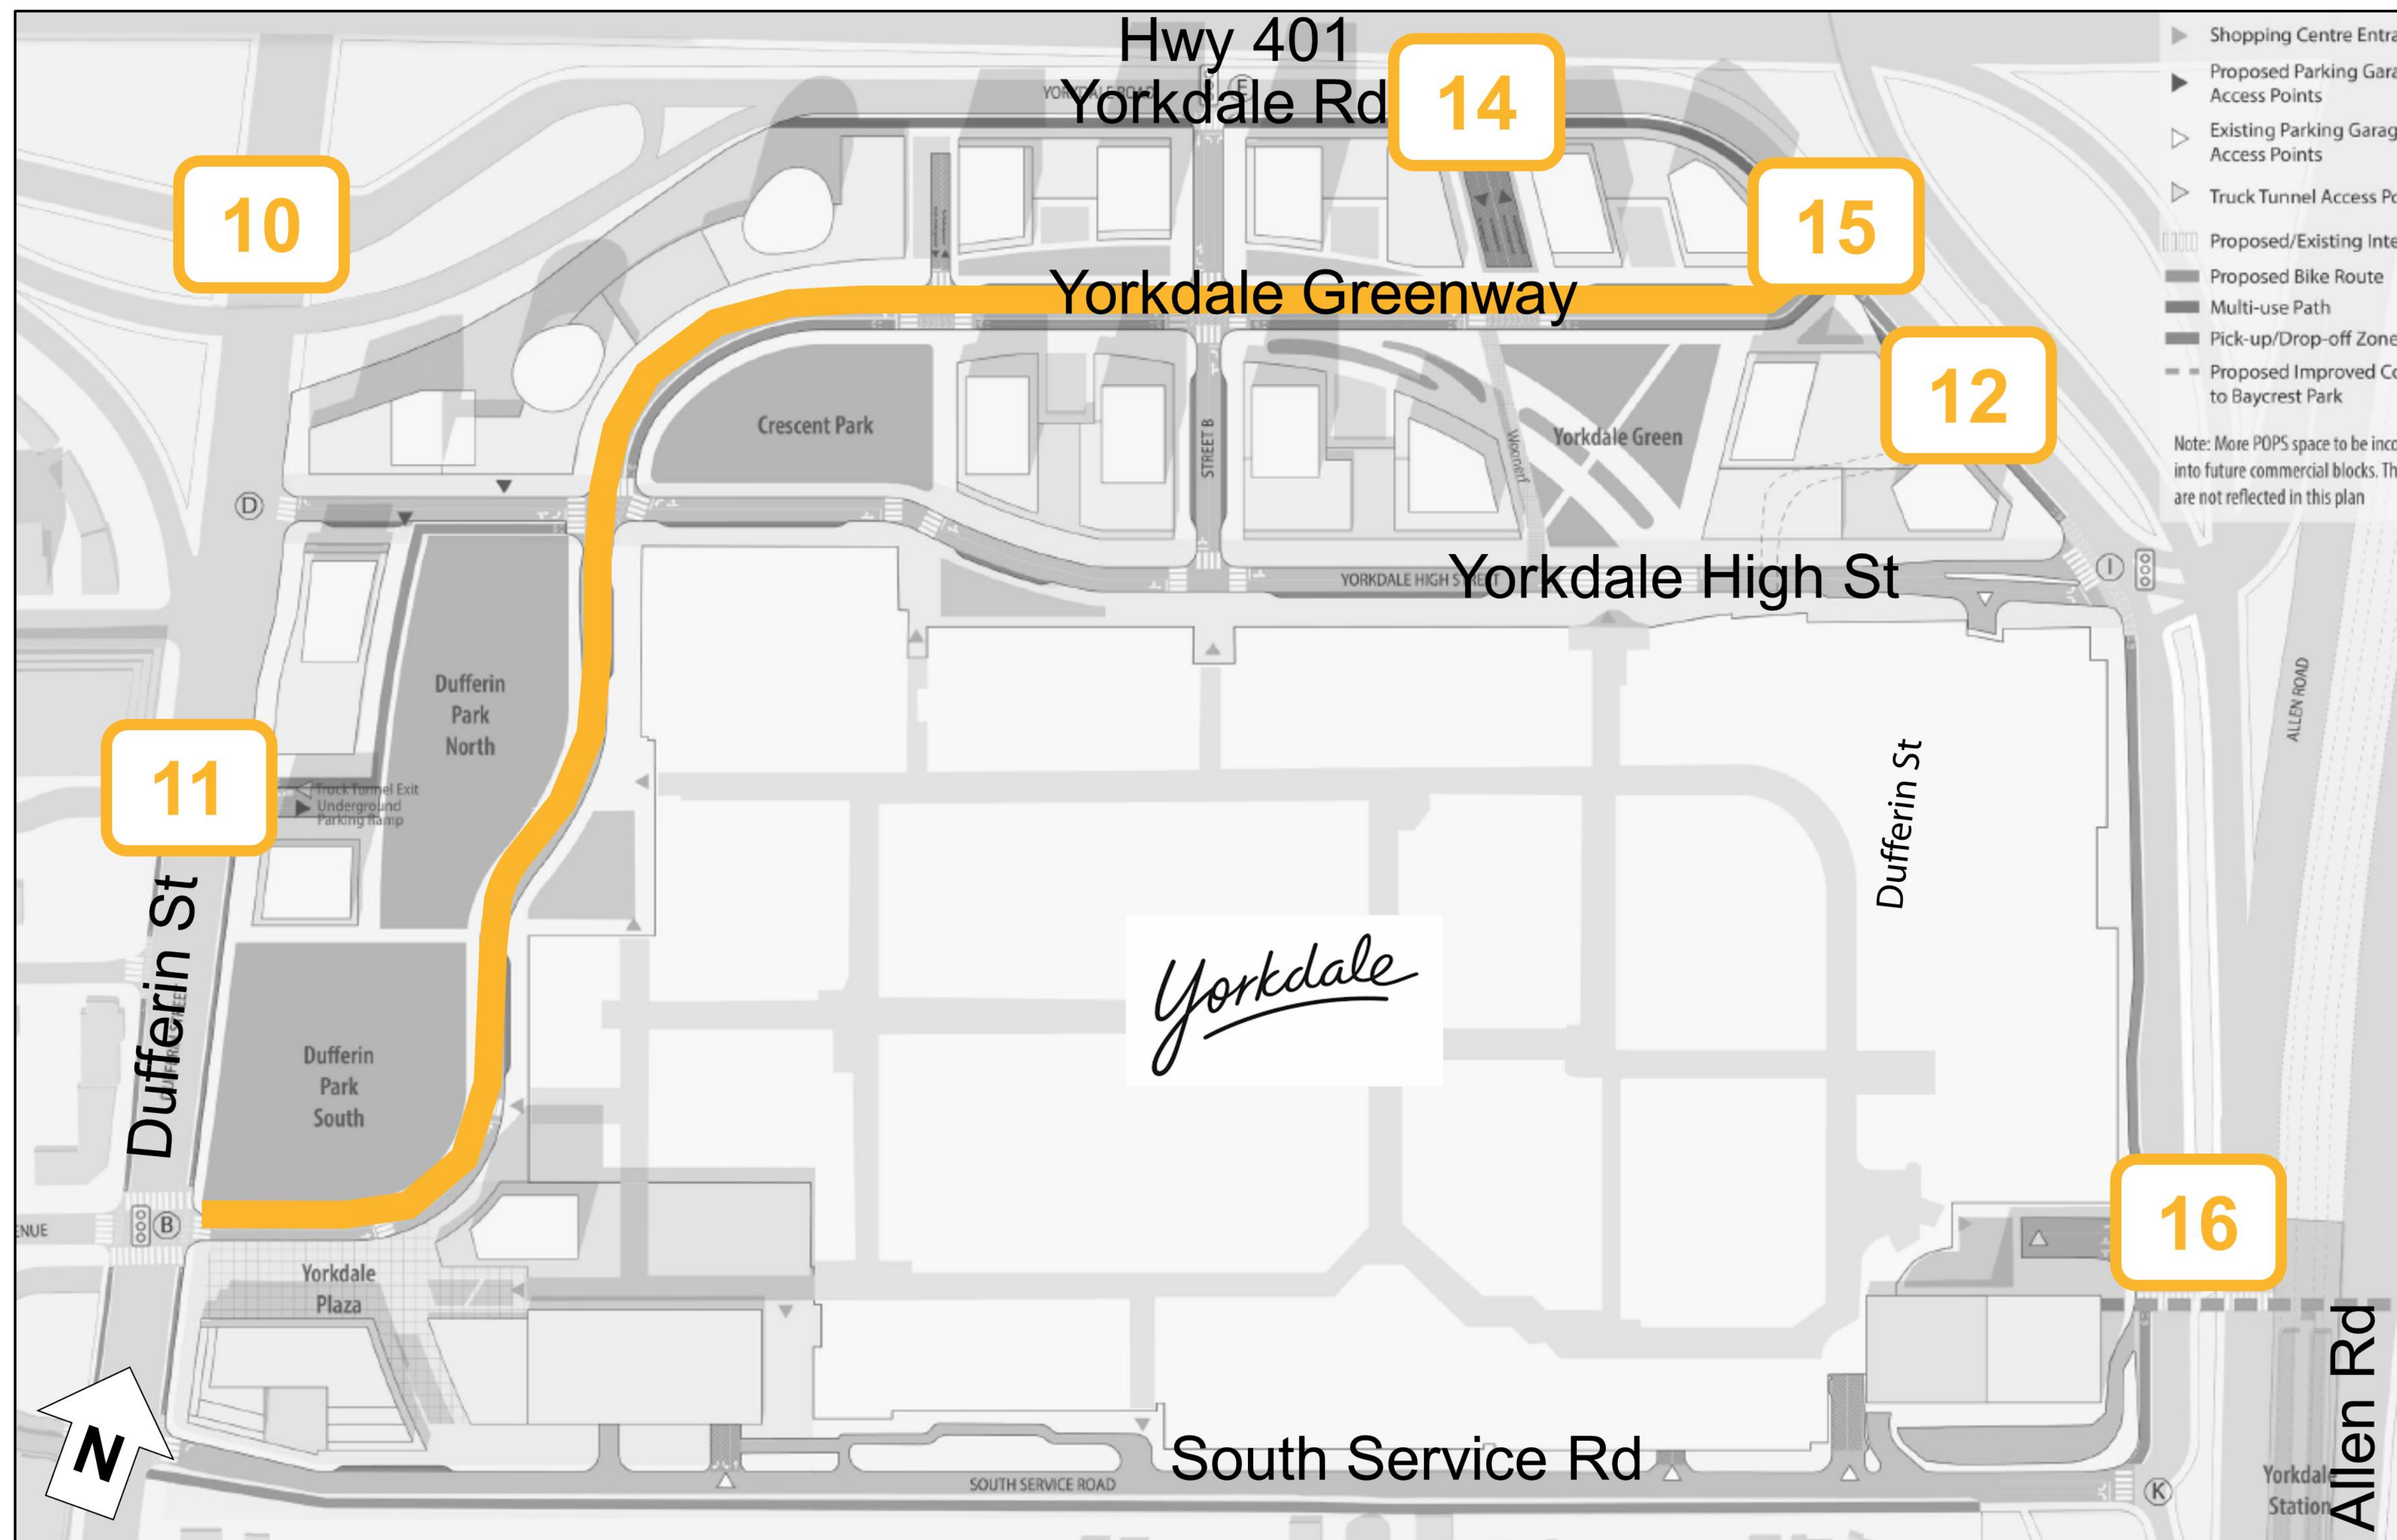 Hwy 401
Yorkdale Rd
14
10
15
Yorkdale Greenway
12
Crescent Park
STREET B
Woonerf
Yorkdale Green
D
YORKDALE HIGH STREET
Yorkdale High St
I
ALLEN ROAD
Dufferin
Park
North
11
Truck Tunnel Exit
Underground
Parking Ramp
Dufferin St
Dufferin St
Yorkdale
Dufferin
Park
South
B
ENUE
Yorkdale
Plaza
16
N
SOUTH SERVICE ROAD
South Service Rd
K
Yorkdale
Station
Allen Rd
Shopping Centre Entra
Proposed Parking Gara
Access Points
Existing Parking Garag
Access Points
Truck Tunnel Access Po
Proposed/Existing Inte
Proposed Bike Route
Multi-use Path
Pick-up/Drop-off Zone
Proposed Improved Co
to Baycrest Park
Note: More POPS space to be inco
into future commercial blocks. Th
are not reflected in this plan